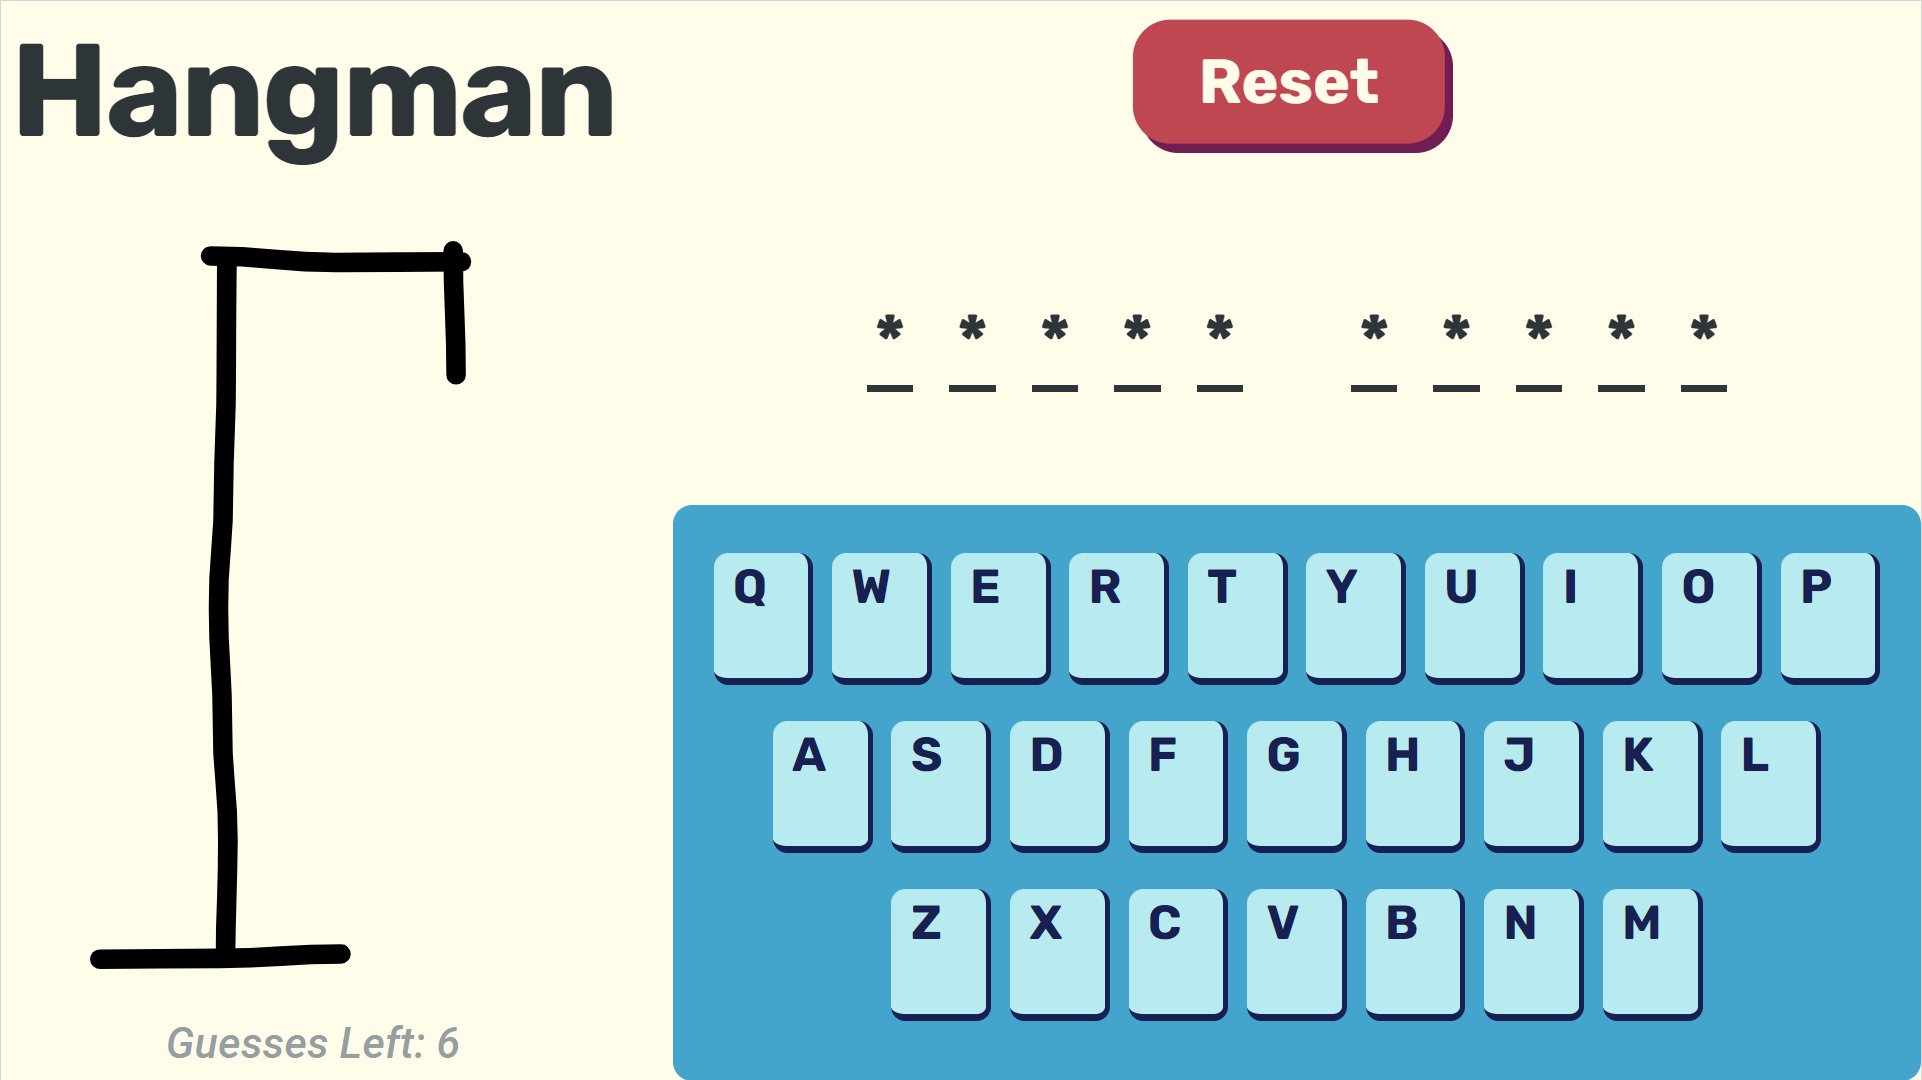 Hangman
Reset
* * * * * * * * * *
_ _ _ _ _ _ _ _ _ _
Q W E R T Y U I O P
A S D F G H J K L
Z X C V B N M
Guesses Left: 6